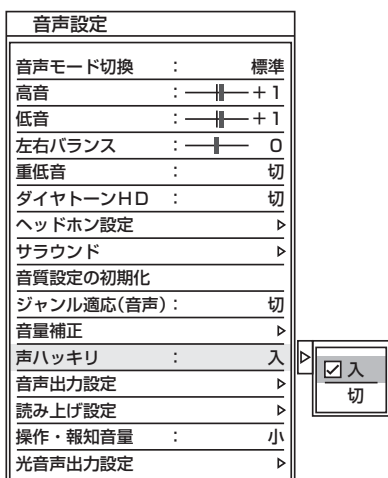 音声設定
音声モード切換 : 標準
高音 : +1
低音 : +1
左右バランス : 0
重低音 : 切
ダイヤトーンHD : 切
ヘッドホン設定
サラウンド
音質設定の初期化
ジャンル適応(音声): 切
音量補正
声ハッキリ : 入
入
切
音声出力設定
読み上げ設定
操作・報知音量 : 小
光音声出力設定